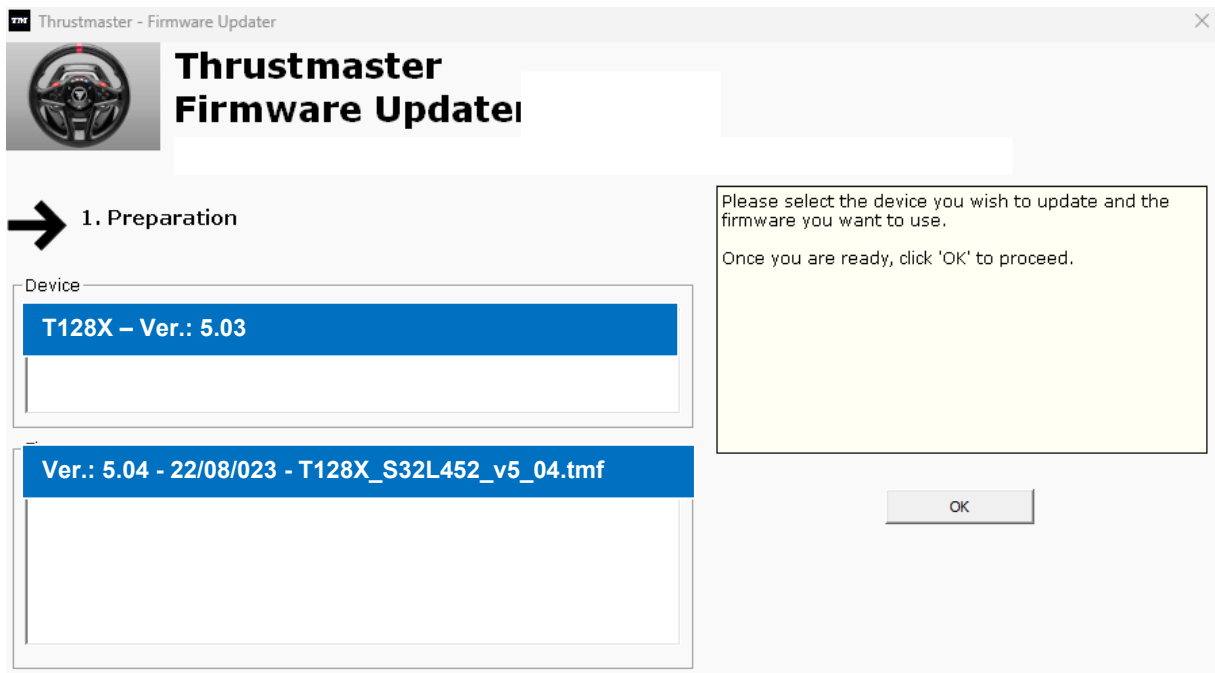 TM Thrustmaster - Firmware Updater
Thrustmaster
Firmware Updater
1. Preparation
Please select the device you wish to update and the
firmware you want to use.
Once you are ready, click 'OK' to proceed.
Device
T128X – Ver.: 5.03
Ver.: 5.04 - 22/08/023 - T128X_S32L452_v5_04.tmf
OK